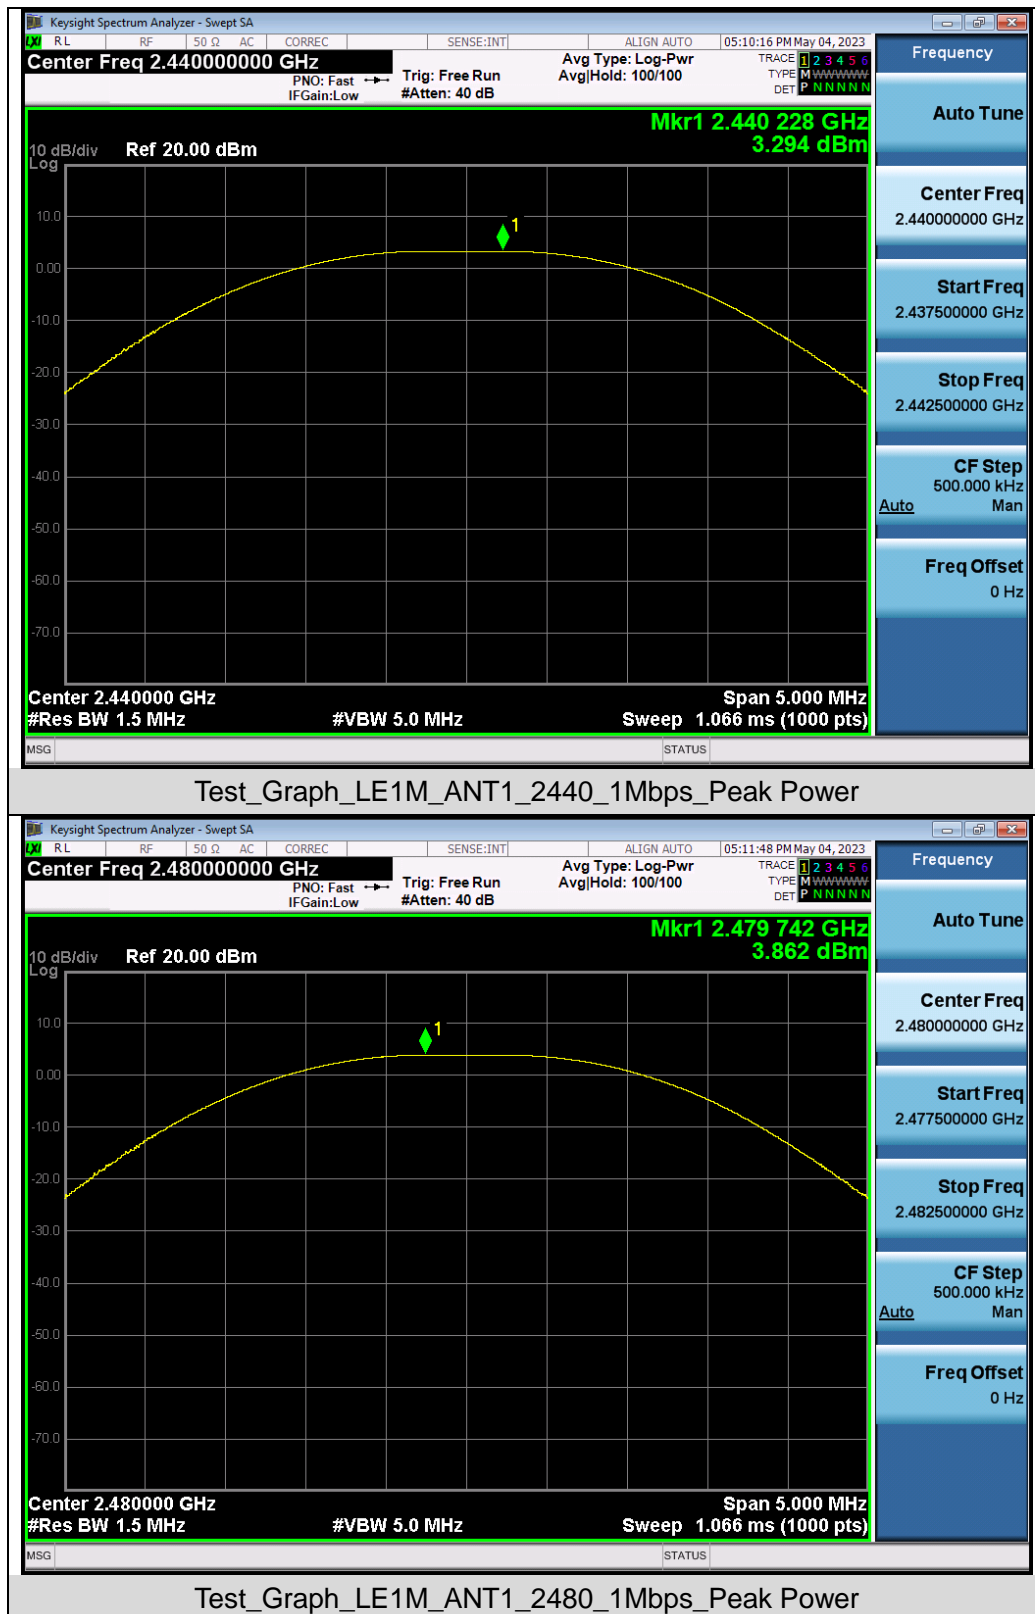 Keysight Spectrum Analyzer - Swept SA
LXI RL RF 50 Ω AC CORREC SENSE:INT ALIGN AUTO 05:10:16 PM May 04, 2023
Center Freq 2.440000000 GHz
PNO: Fast
IFGain:Low
Trig: Free Run
#Atten: 40 dB
Avg Type: Log-Pwr
Avg|Hold: 100/100
TRACE 1 2 3 4 5 6
TYPE M WWWWW
DET P N N N N N
Mkr1 2.440 228 GHz
3.294 dBm
10 dB/div Ref 20.00 dBm
Log
10.0
0.00
-10.0
-20.0
-30.0
-40.0
-50.0
-60.0
-70.0
1
Center 2.440000 GHz Span 5.000 MHz
#Res BW 1.5 MHz #VBW 5.0 MHz Sweep 1.066 ms (1000 pts)
MSG STATUS
Frequency
Auto Tune
Center Freq
2.440000000 GHz
Start Freq
2.437500000 GHz
Stop Freq
2.442500000 GHz
CF Step
500.000 kHz
Auto Man
Freq Offset
0 Hz
Test_Graph_LE1M_ANT1_2440_1Mbps_Peak Power
Keysight Spectrum Analyzer - Swept SA
LXI RL RF 50 Ω AC CORREC SENSE:INT ALIGN AUTO 05:11:48 PM May 04, 2023
Center Freq 2.480000000 GHz
PNO: Fast
IFGain:Low
Trig: Free Run
#Atten: 40 dB
Avg Type: Log-Pwr
Avg|Hold: 100/100
TRACE 1 2 3 4 5 6
TYPE M WWWWW
DET P N N N N N
Mkr1 2.479 742 GHz
3.862 dBm
10 dB/div Ref 20.00 dBm
Log
10.0
0.00
-10.0
-20.0
-30.0
-40.0
-50.0
-60.0
-70.0
1
Center 2.480000 GHz Span 5.000 MHz
#Res BW 1.5 MHz #VBW 5.0 MHz Sweep 1.066 ms (1000 pts)
MSG STATUS
Frequency
Auto Tune
Center Freq
2.480000000 GHz
Start Freq
2.477500000 GHz
Stop Freq
2.482500000 GHz
CF Step
500.000 kHz
Auto Man
Freq Offset
0 Hz
Test_Graph_LE1M_ANT1_2480_1Mbps_Peak Power